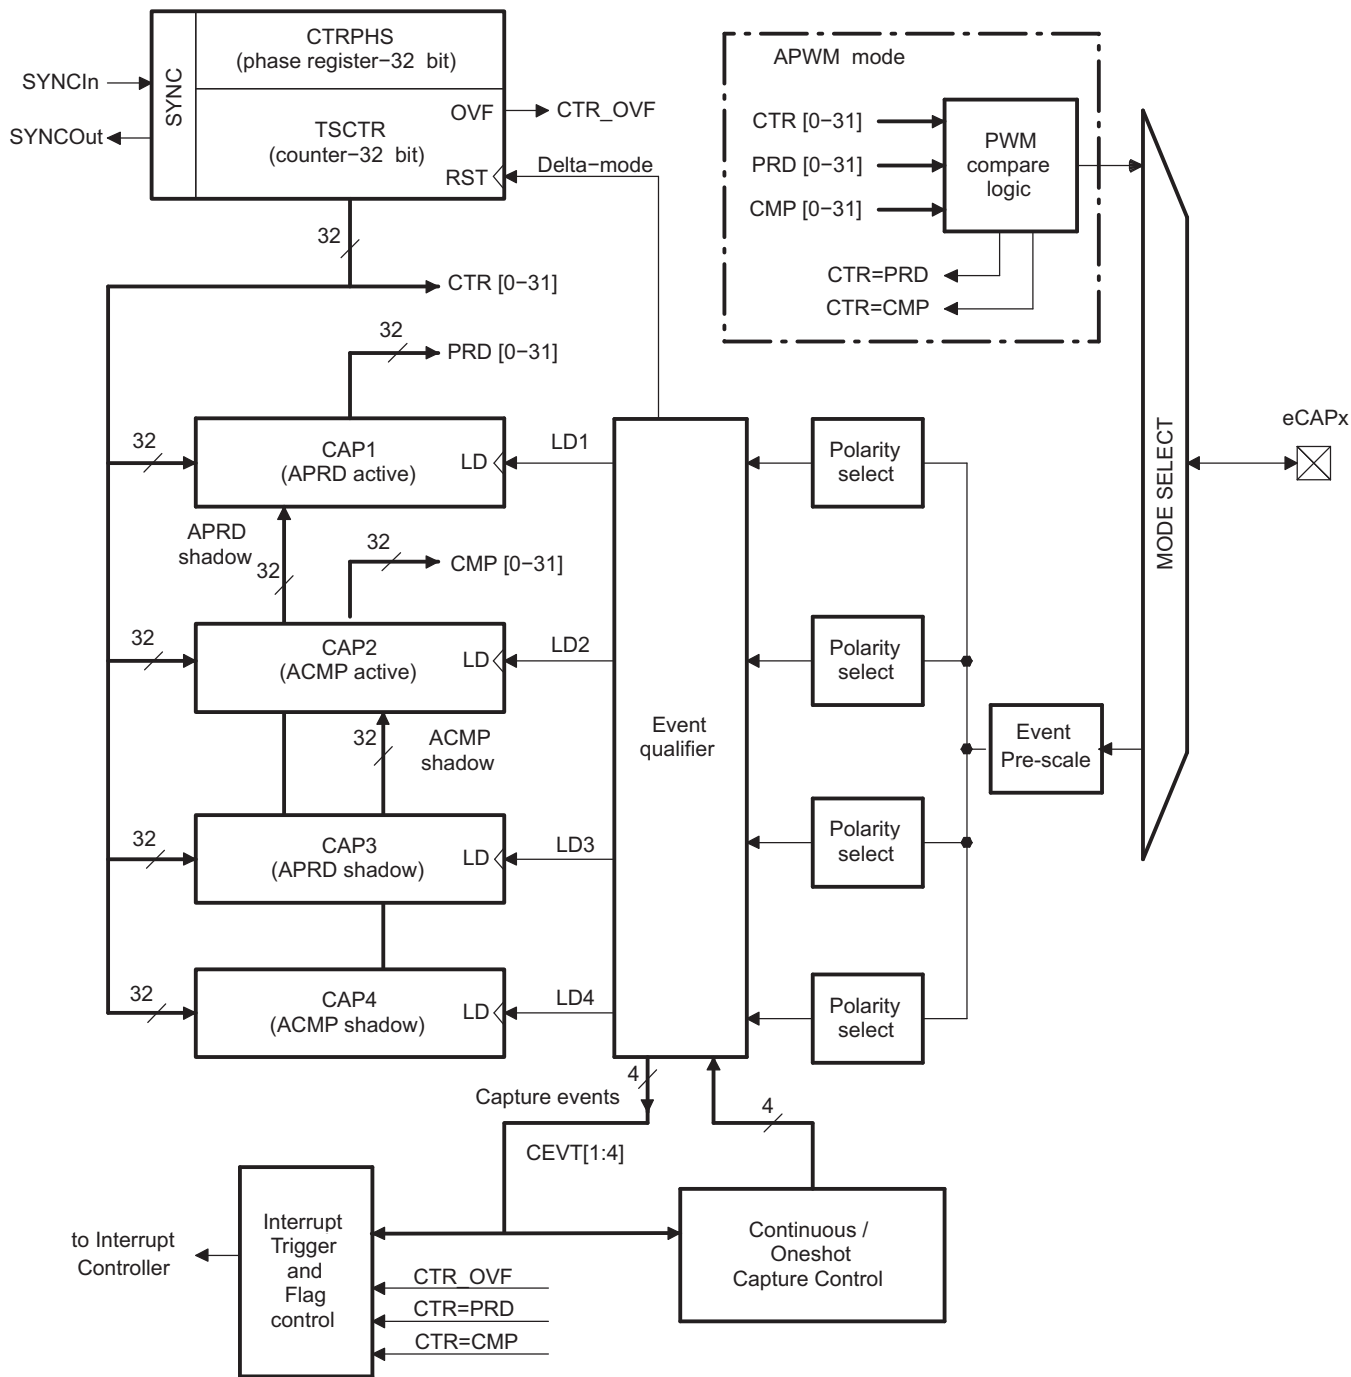 CTRPHS
(phase register−32 bit)
SYNC
SYNCIn
SYNCOut
OVF
CTR_OVF
TSCTR
(counter−32 bit)
RST
Delta−mode
32
CTR [0−31]
32
PRD [0−31]
APWM mode
CTR [0−31]
PRD [0−31]
CMP [0−31]
PWM
compare
logic
CTR=PRD
CTR=CMP
MODE SELECT
eCAPx
32
CAP1
(APRD active)
LD
LD1
Polarity
select
APRD
shadow
32
32
CMP [0−31]
32
CAP2
(ACMP active)
LD
LD2
Polarity
select
32
ACMP
shadow
Event
qualifier
Event
Pre-scale
32
CAP3
(APRD shadow)
LD
LD3
Polarity
select
32
CAP4
(ACMP shadow)
LD
LD4
Polarity
select
4
Capture events
CEVT[1:4]
4
to Interrupt
Controller
Interrupt
Trigger
and
Flag
control
CTR_OVF
CTR=PRD
CTR=CMP
Continuous /
Oneshot
Capture Control